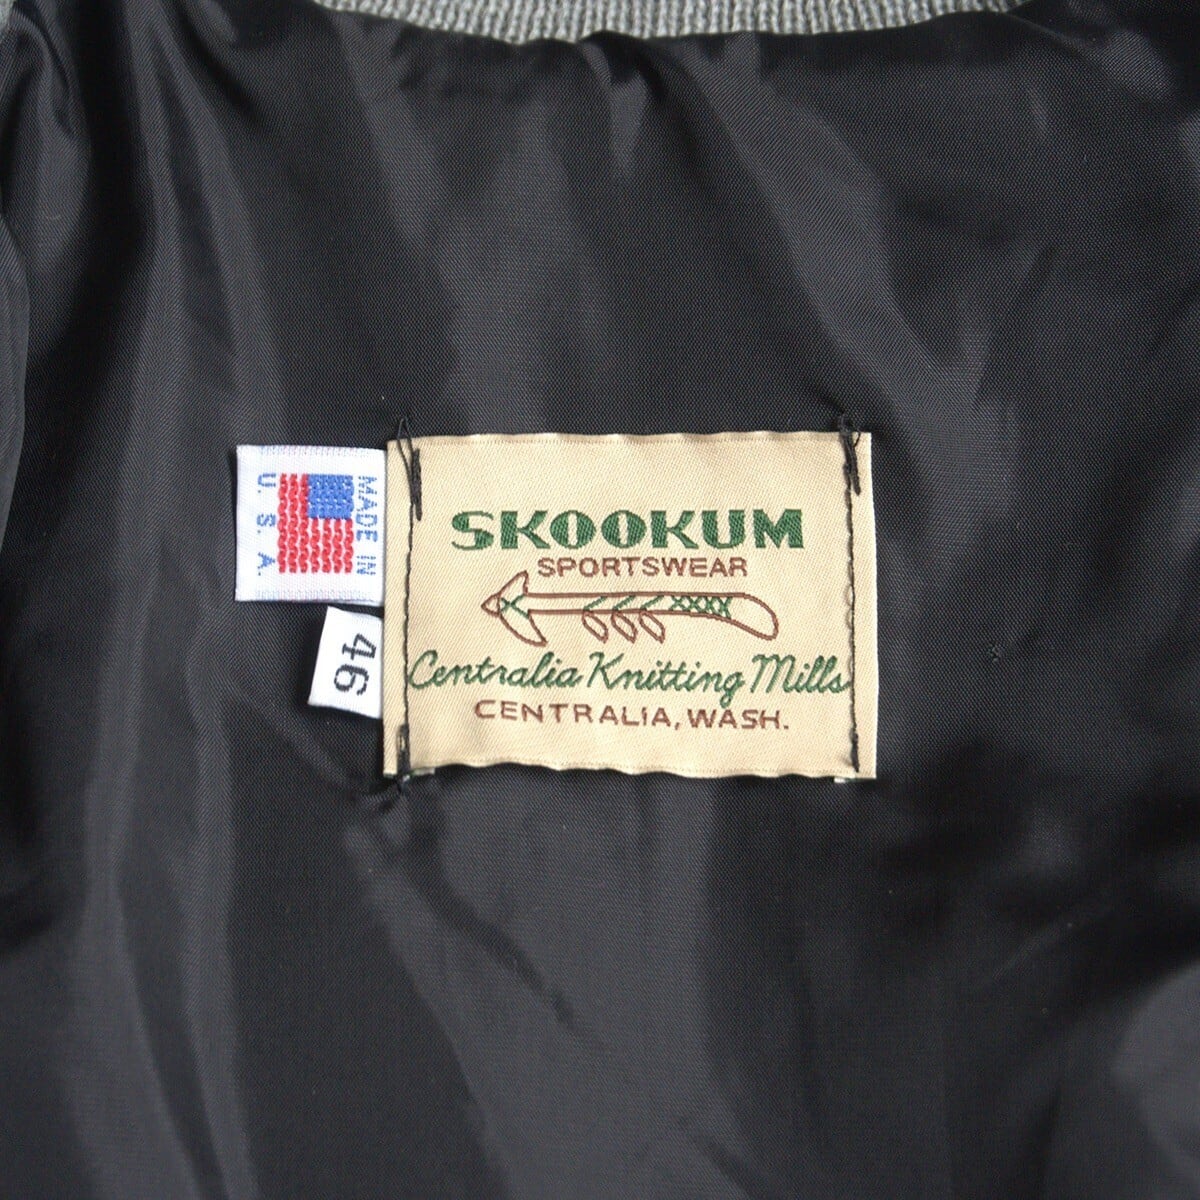 SKOOKUM
SPORTSWEAR
Centralia Knitting Mills
CENTRALiA, WASH.
MADE IN
U. S. A.
46